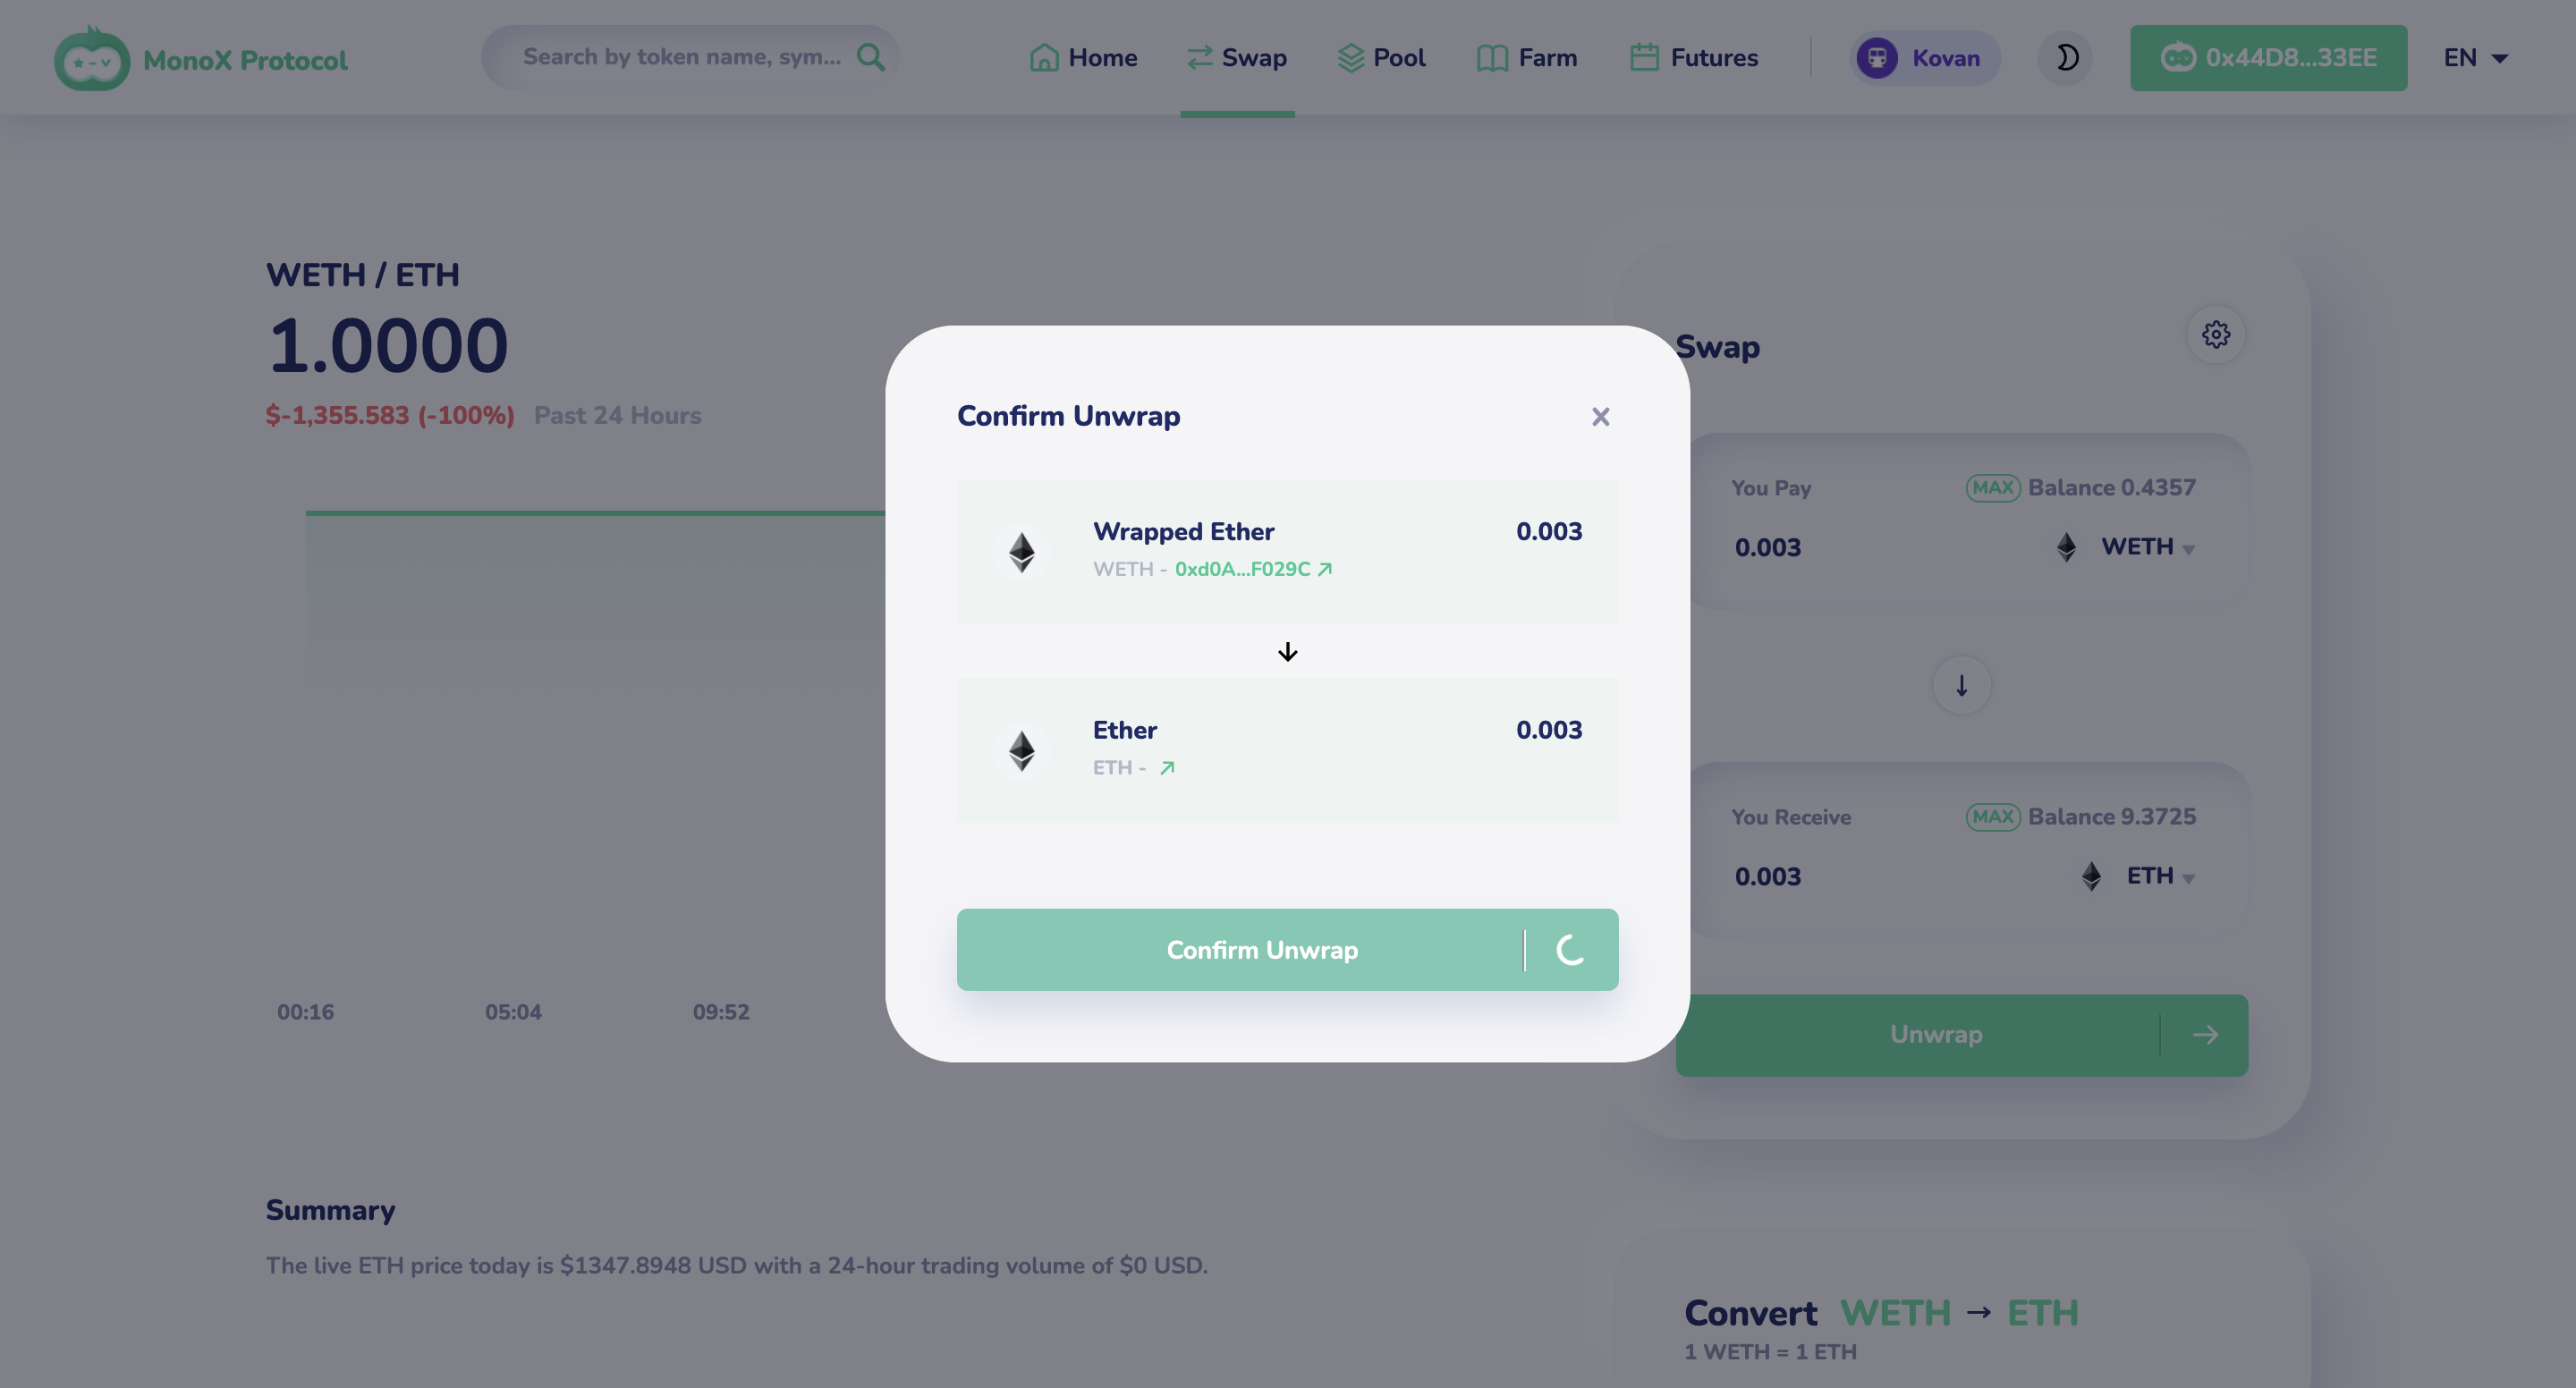 MonoX Protocol
Search by token name, sym...
Home
Swap
Pool
Farm
Futures
Kovan
0x44D8...33EE
EN
WETH / ETH
1.0000
$-1,355.583 (-100%) Past 24 Hours
00:16 05:04 09:52
Confirm Unwrap
Wrapped Ether 0.003
WETH - 0xd0A...F029C
Ether 0.003
ETH -
Confirm Unwrap
Swap
You Pay MAX Balance 0.4357
0.003 WETH
You Receive MAX Balance 9.3725
0.003 ETH
Unwrap
Summary
The live ETH price today is $1347.8948 USD with a 24-hour trading volume of $0 USD.
Convert WETH → ETH
1 WETH = 1 ETH